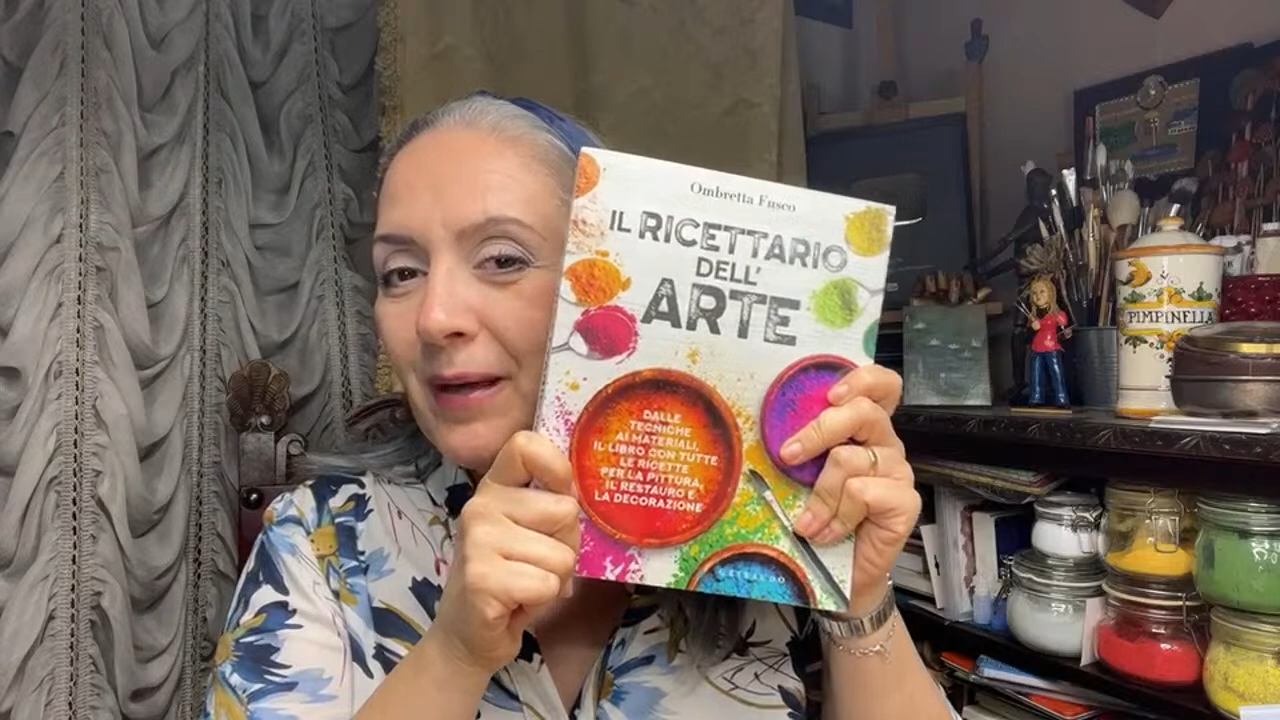 Ombretta Fusco
IL RICETTARIO
DELL'
ARTE
DALLE
TECNICHE
AI MATERIALI,
IL LIBRO CON TUTTE
LE RICETTE
PER LA PITTURA,
IL RESTAURO E
LA DECORAZIONE
PIMPINELLA